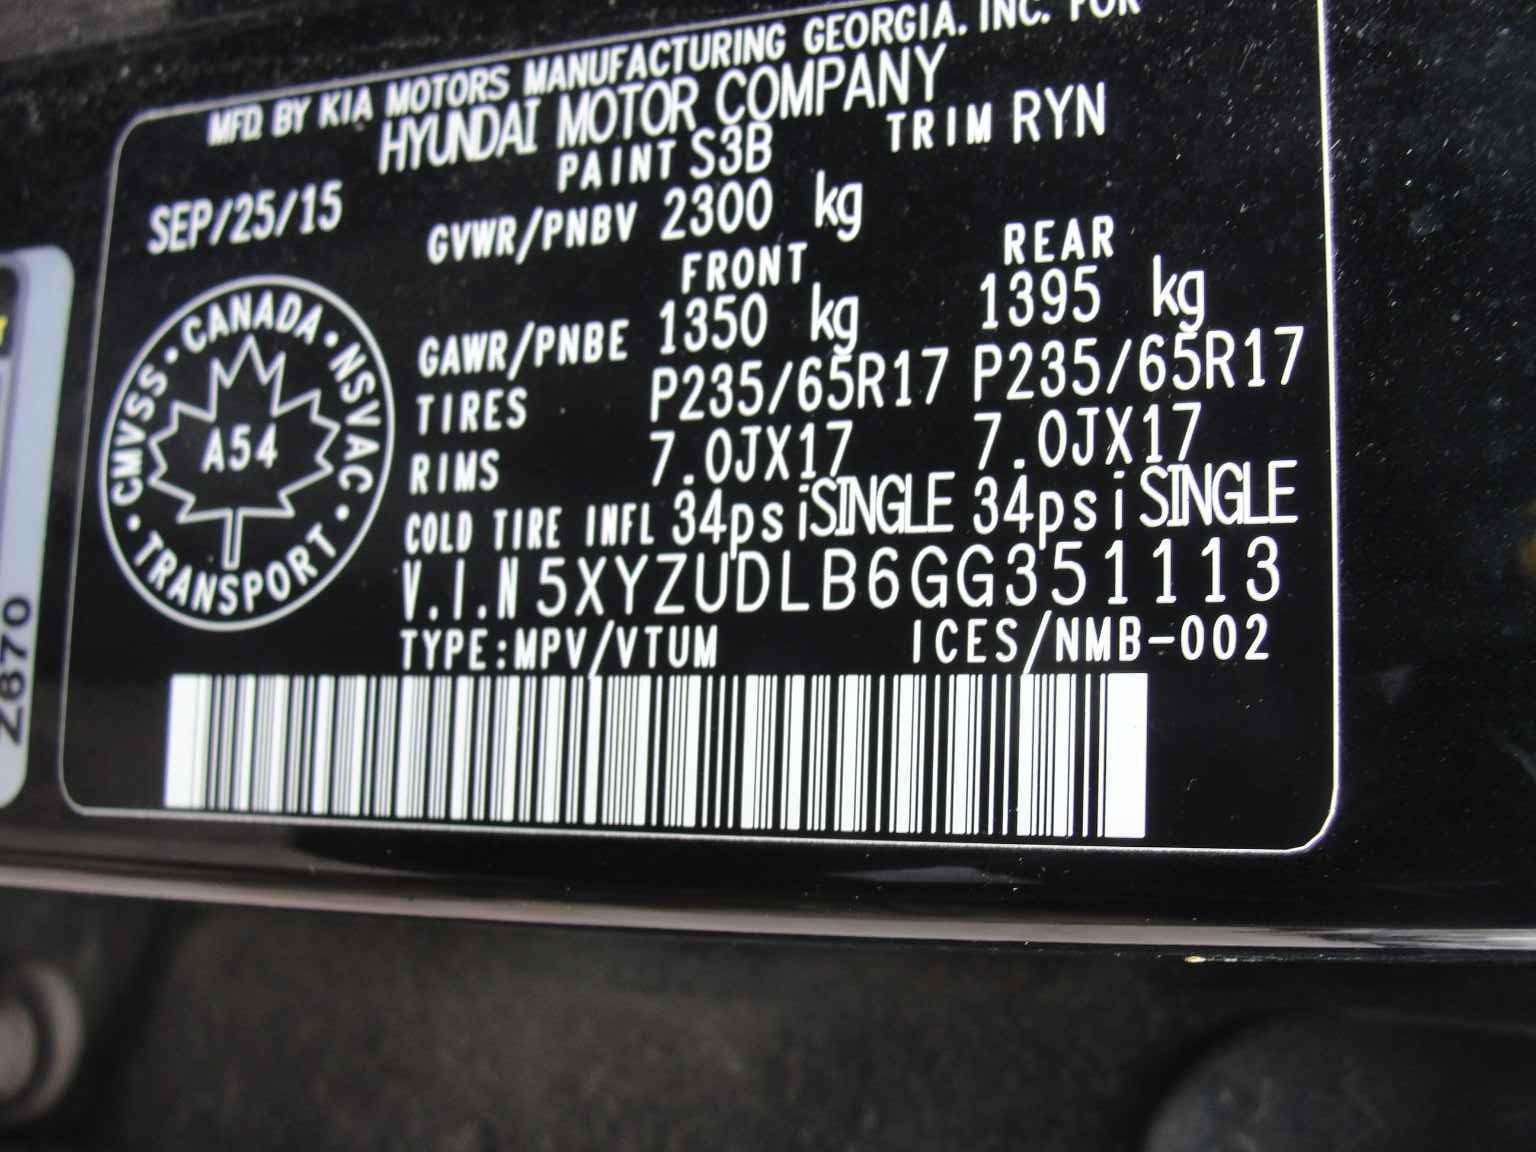 MFD. BY KIA MOTORS MANUFACTURING GEORGIA. INC. FOR
HYUNDAI MOTOR COMPANY
PAINT S3B TRIM RYN
SEP/25/15 GVWR/PNBV 2300 kg
FRONT REAR
GAWR/PNBE 1350 kg 1395 kg
TIRES P235/65R17 P235/65R17
RIMS 7.0JX17 7.0JX17
COLD TIRE INFL 34psi SINGLE 34psi SINGLE
V.I.N 5XYZUDLB6GG351113
TYPE:MPV/VTUM ICES/NMB-002
CMVSS • CANADA • NSVAC •
A54
• TRANSPORT •
Z870